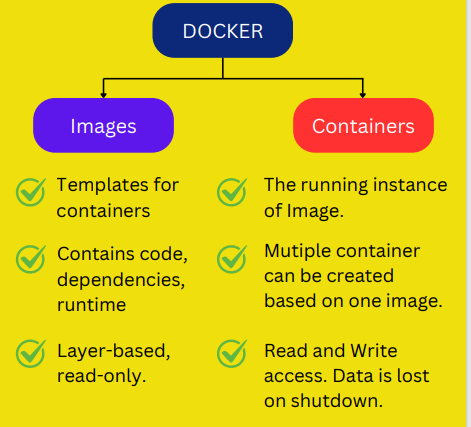 DOCKER
Images
Containers
Templates for
containers
Contains code,
dependencies,
runtime
Layer-based,
read-only.
The running instance
of Image.
Mutiple container
can be created
based on one image.
Read and Write
access. Data is lost
on shutdown.